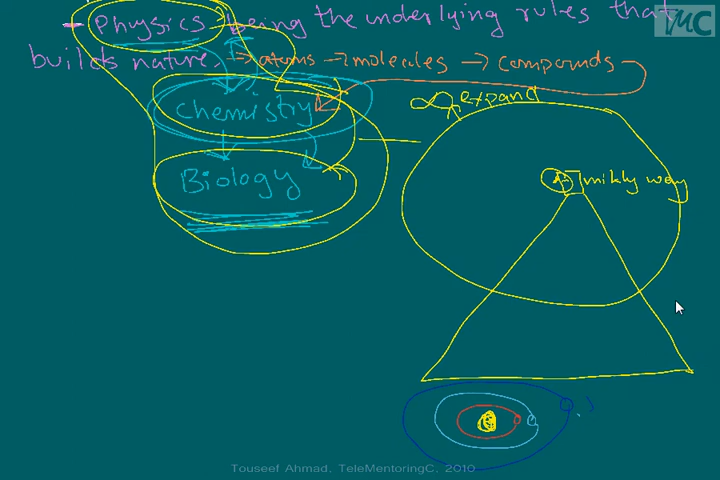 - Physics - being the underlying rules that
builds nature. → atoms → molecules → compounds
chemistry
expand
Biology
milky way
TMC
Touseef Ahmad. TeleMentoringC. 2010